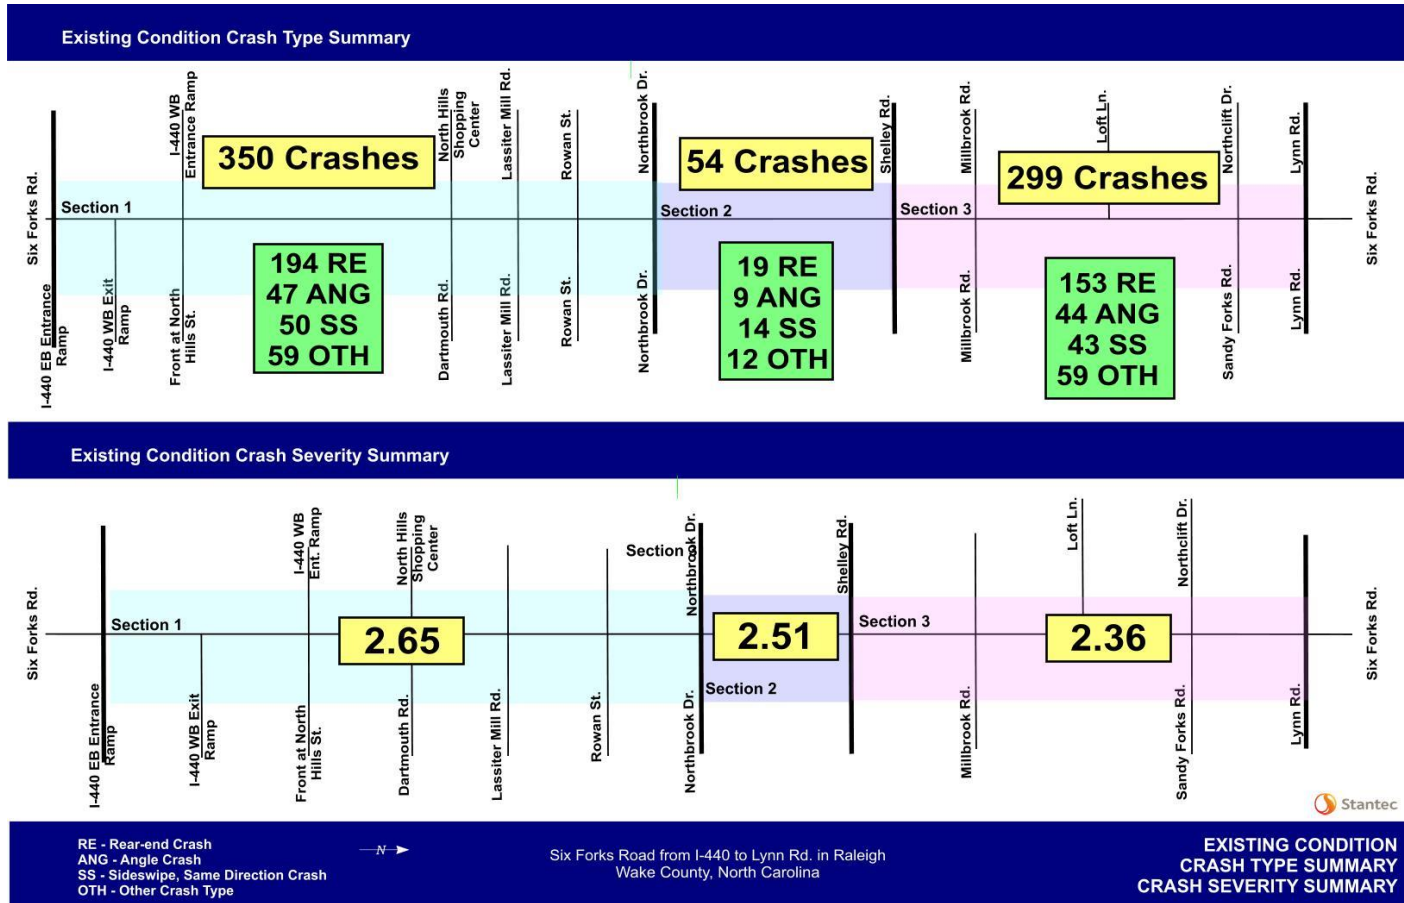 Existing Condition Crash Type Summary
Six Forks Rd.
I-440 EB Entrance
Ramp
I-440 WB Exit
Ramp
I-440 WB
Entrance Ramp
Front at North
Hills St.
350 Crashes
Section 1
194 RE
47 ANG
50 SS
59 OTH
North Hills
Shopping
Center
Dartmouth Rd.
Lassiter Mill Rd.
Lassiter Mill Rd.
Rowan St.
Rowan St.
Northbrook Dr.
Northbrook Dr.
54 Crashes
Section 2
19 RE
9 ANG
14 SS
12 OTH
Shelley Rd.
Section 3
Millbrook Rd.
Millbrook Rd.
Loft Ln.
299 Crashes
153 RE
44 ANG
43 SS
59 OTH
Northclift Dr.
Sandy Forks Rd.
Lynn Rd.
Lynn Rd.
Six Forks Rd.
Existing Condition Crash Severity Summary
Six Forks Rd.
I-440 EB Entrance
Ramp
Section 1
I-440 WB Exit
Ramp
I-440 WB
Ent. Ramp
Front at North
Hills St.
North Hills
Shopping
Center
2.65
Dartmouth Rd.
Lassiter Mill Rd.
Rowan St.
Section
Northbrook Dr.
Northbrook Dr.
2.51
Section 2
Shelley Rd.
Section 3
Millbrook Rd.
Loft Ln.
2.36
Northclift Dr.
Sandy Forks Rd.
Lynn Rd.
Six Forks Rd.
Stantec
RE - Rear-end Crash
ANG - Angle Crash
SS - Sideswipe, Same Direction Crash
OTH - Other Crash Type
N
Six Forks Road from I-440 to Lynn Rd. in Raleigh
Wake County, North Carolina
EXISTING CONDITION
CRASH TYPE SUMMARY
CRASH SEVERITY SUMMARY